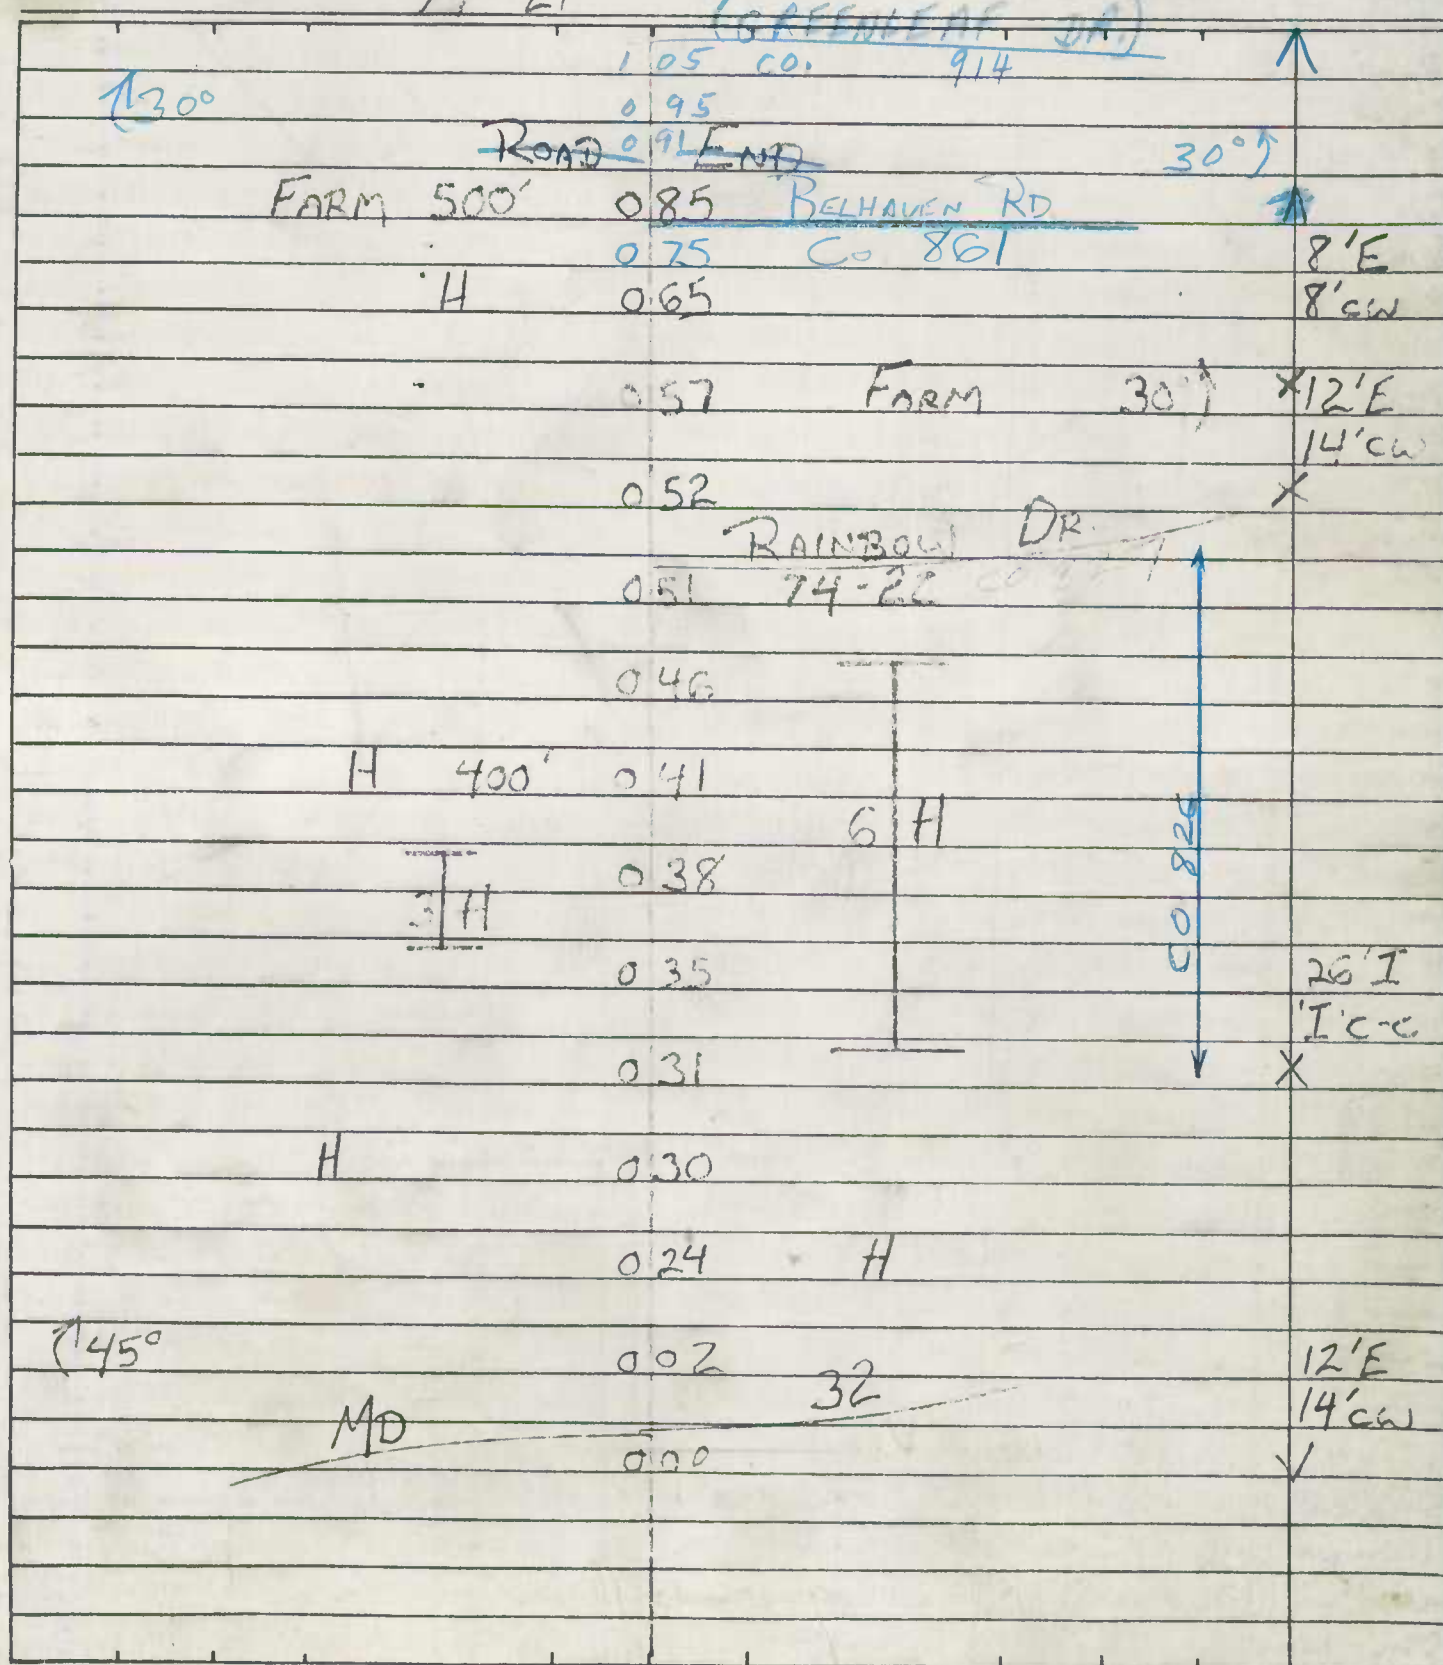 (GREENLEAF DR.)
1 05 CO. 914
30°
0 95
ROAD 0 91 END 30°
FARM 500' 0 85 BELHAVEN RD
0 75 Co 861 8'E
H 0 65 8'cw
0 57 FARM 30° X 12'E
14'cw
0 52 X
RAINBOW DR.
0 51 74-22
0 46
H 400' 0 41
6 H
CO 826
0 38
3 H
0 35 26'I
I'c-c
0 31 X
H 0 30
0 24 H
45° 0 02 12'E
32 14'cw
MD
0 00